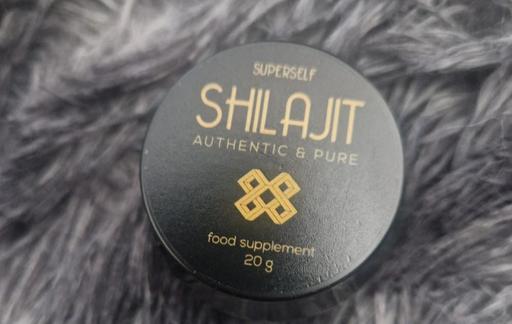 SUPERSELF
SHILAJIT
AUTHENTIC & PURE
food supplement
20 g